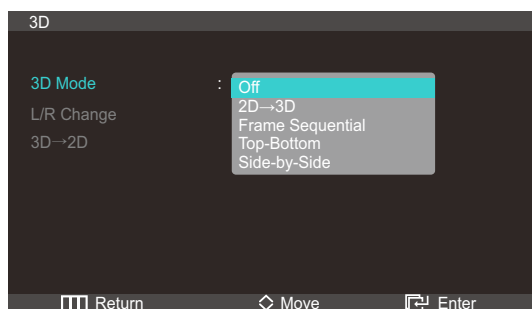 3D
3D Mode : Off
2D→3D
L/R Change
Frame Sequential
3D→2D
Top-Bottom
Side-by-Side
Return Move Enter